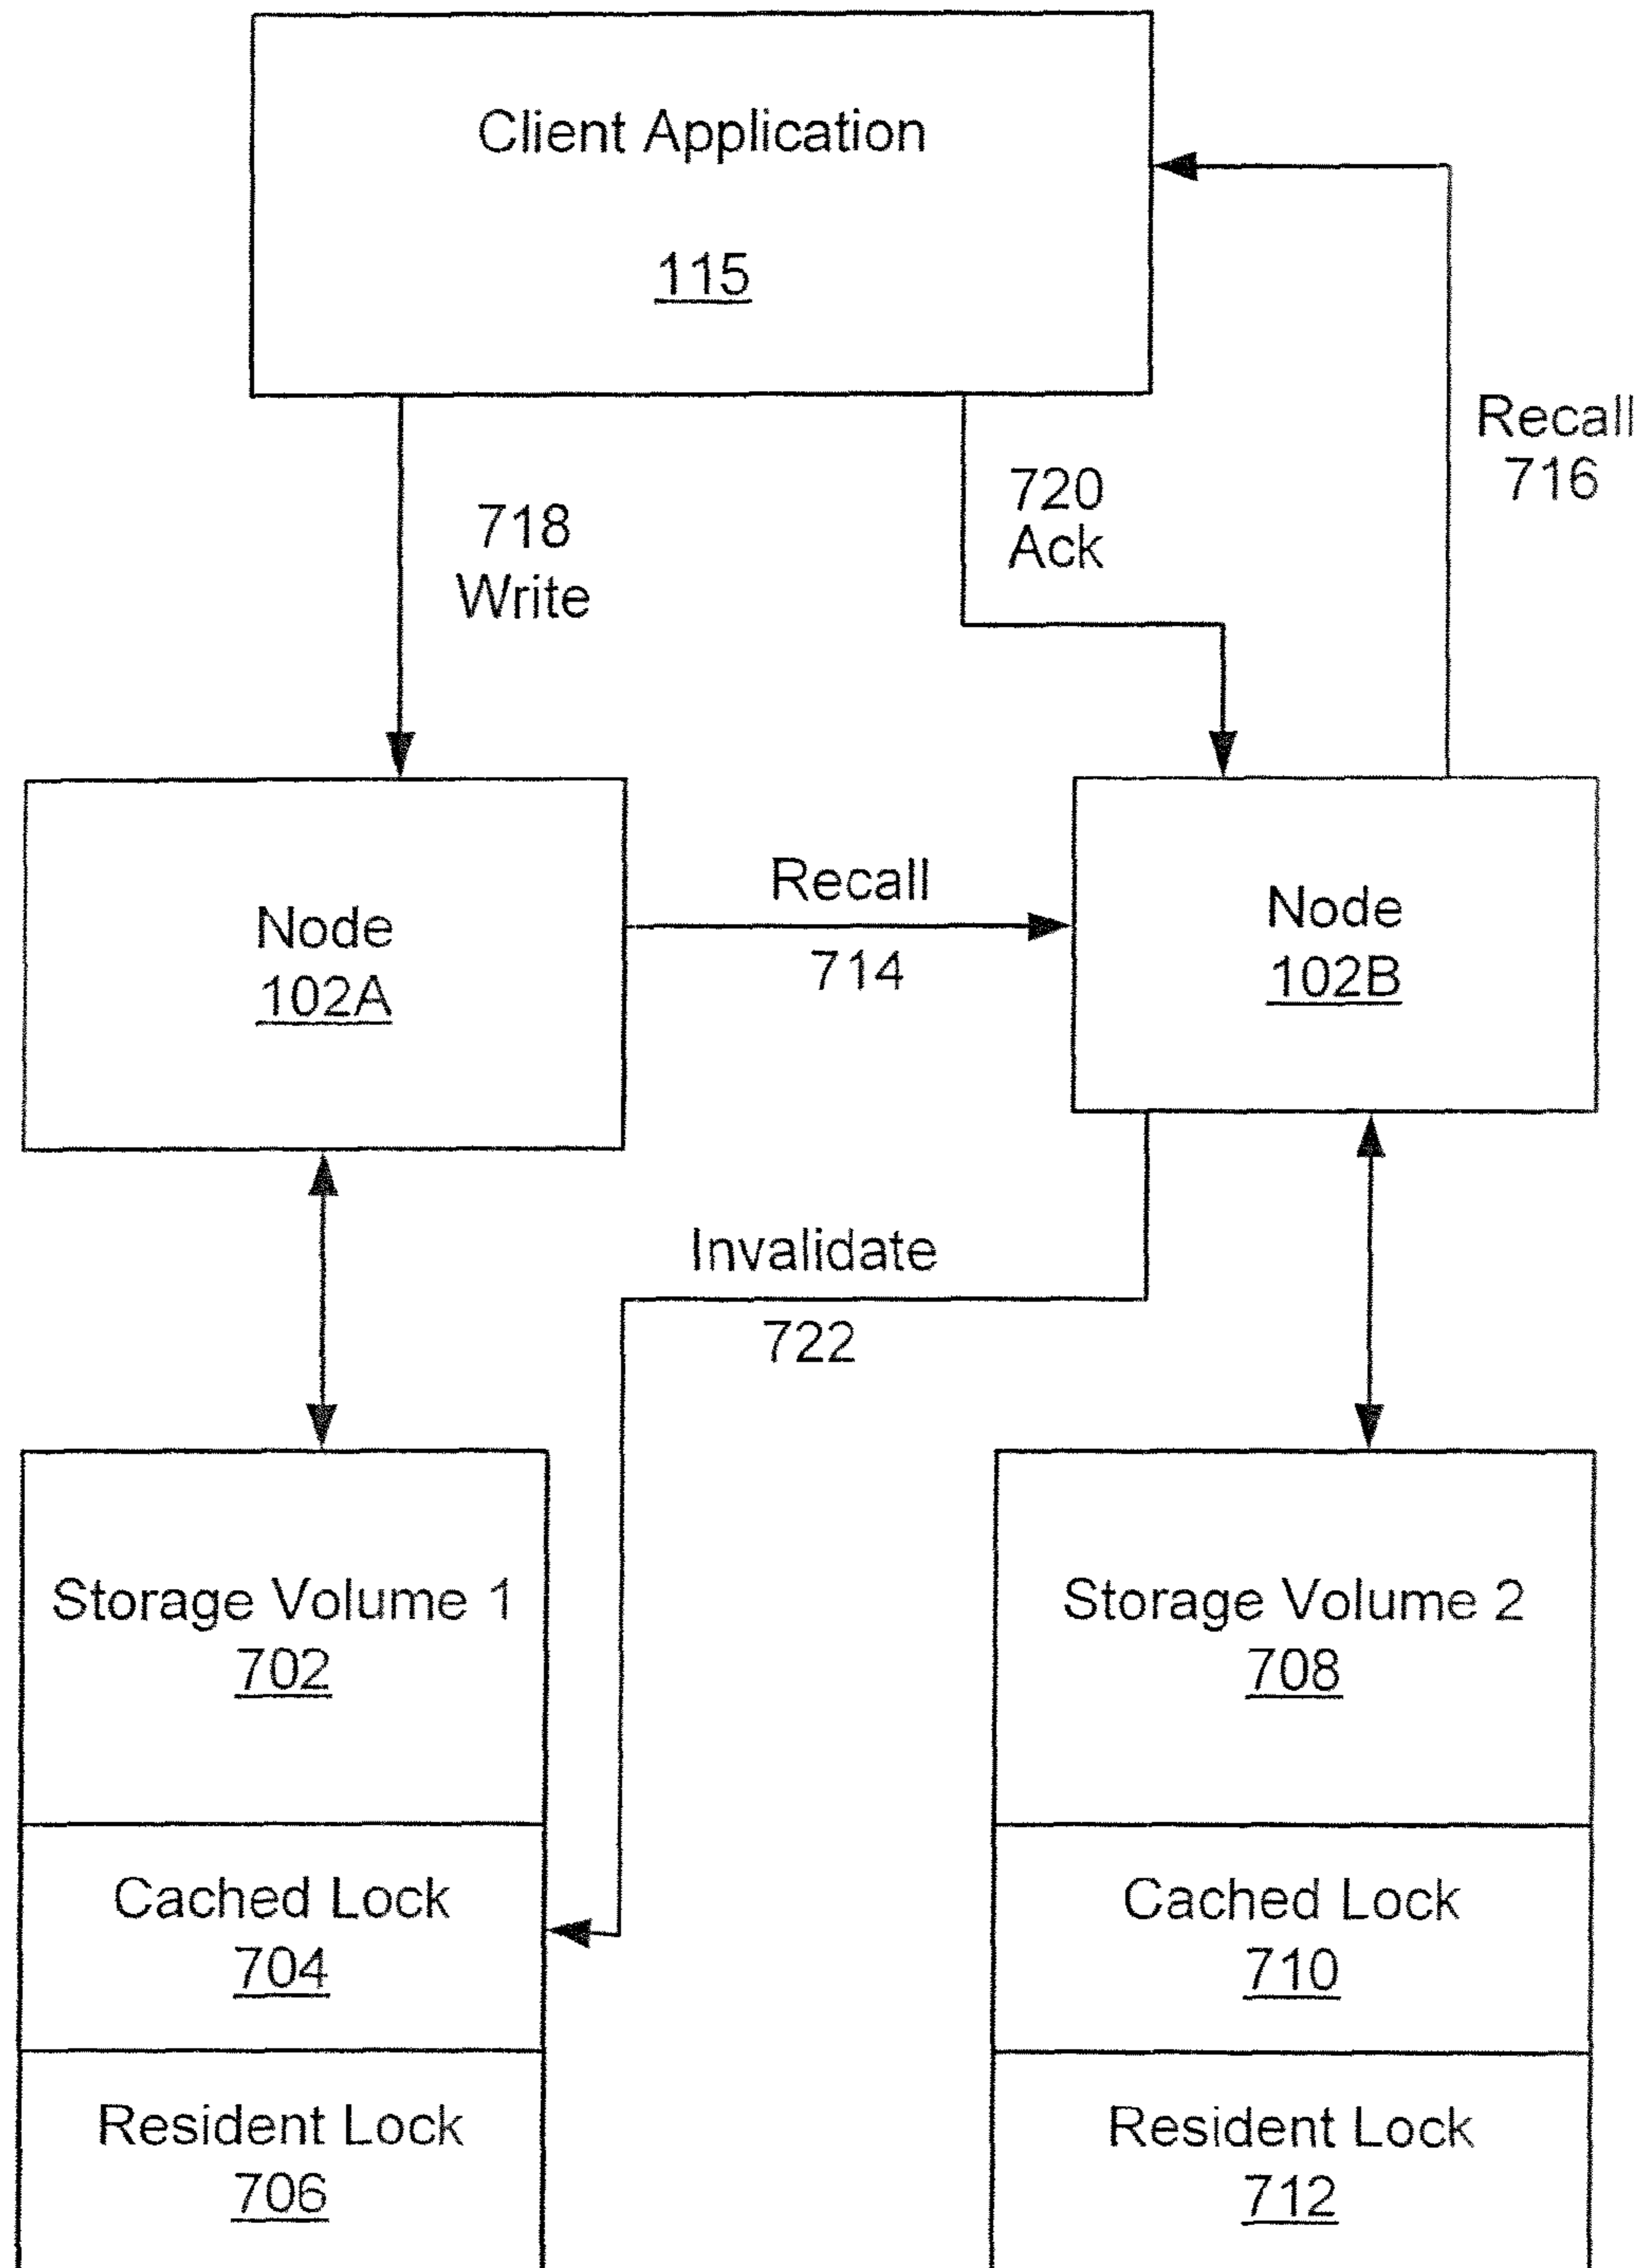 Client Application
115
Recall
716
720
Ack
718
Write
Node
102A
Recall
714
Node
102B
Invalidate
722
Storage Volume 1
702
Storage Volume 2
708
Cached Lock
704
Cached Lock
710
Resident Lock
706
Resident Lock
712